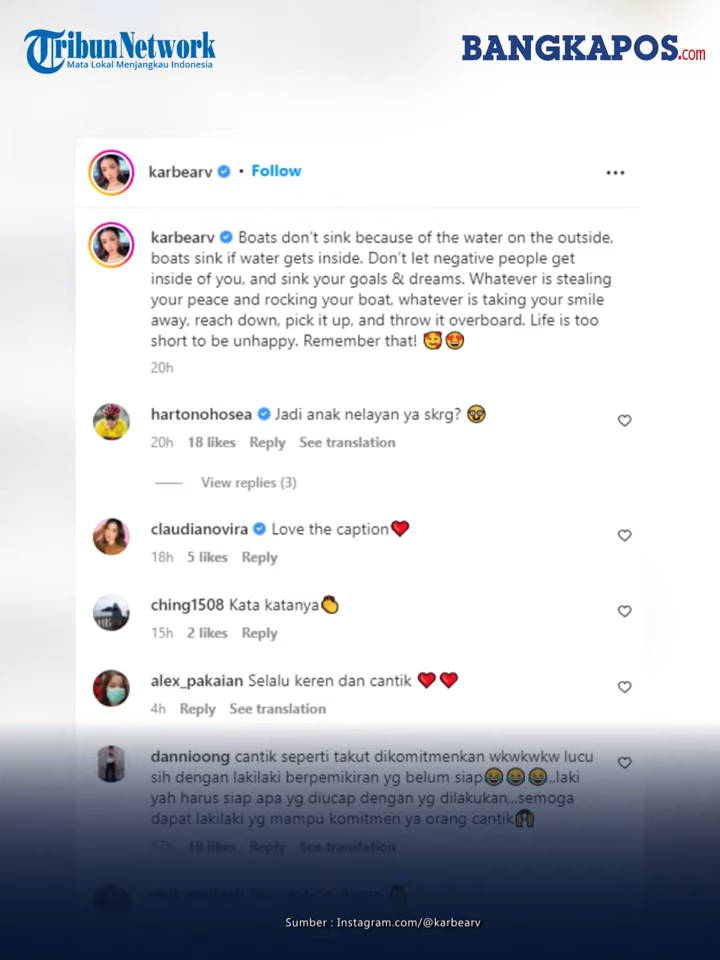 TribunNetwork
Mata Lokal Menjangkau Indonesia
BANGKAPOS.com
karbearv • Follow
karbearv Boats don't sink because of the water on the outside,
boats sink if water gets inside. Don't let negative people get
inside of you, and sink your goals & dreams. Whatever is stealing
your peace and rocking your boat, whatever is taking your smile
away, reach down, pick it up, and throw it overboard. Life is too
short to be unhappy. Remember that! 🥰😍
20h
hartonohosea Jadi anak nelayan ya skrg? 🥸
20h 18 likes Reply See translation
View replies (3)
claudianovira Love the caption❤️
18h 5 likes Reply
ching1508 Kata katanya👏
15h 2 likes Reply
alex_pakaian Selalu keren dan cantik ❤️❤️
4h Reply See translation
dannioong cantik seperti takut dikomitmenkan wkwkwkw lucu
sih dengan lakilaki berpemikiran yg belum siap😂😂😂..laki
yah harus siap apa yg diucap dengan yg dilakukan...semoga
dapat lakilaki yg mampu komitmen ya orang cantik🙌
18 likes Reply See translation
Sumber : Instagram.com/@karbearv